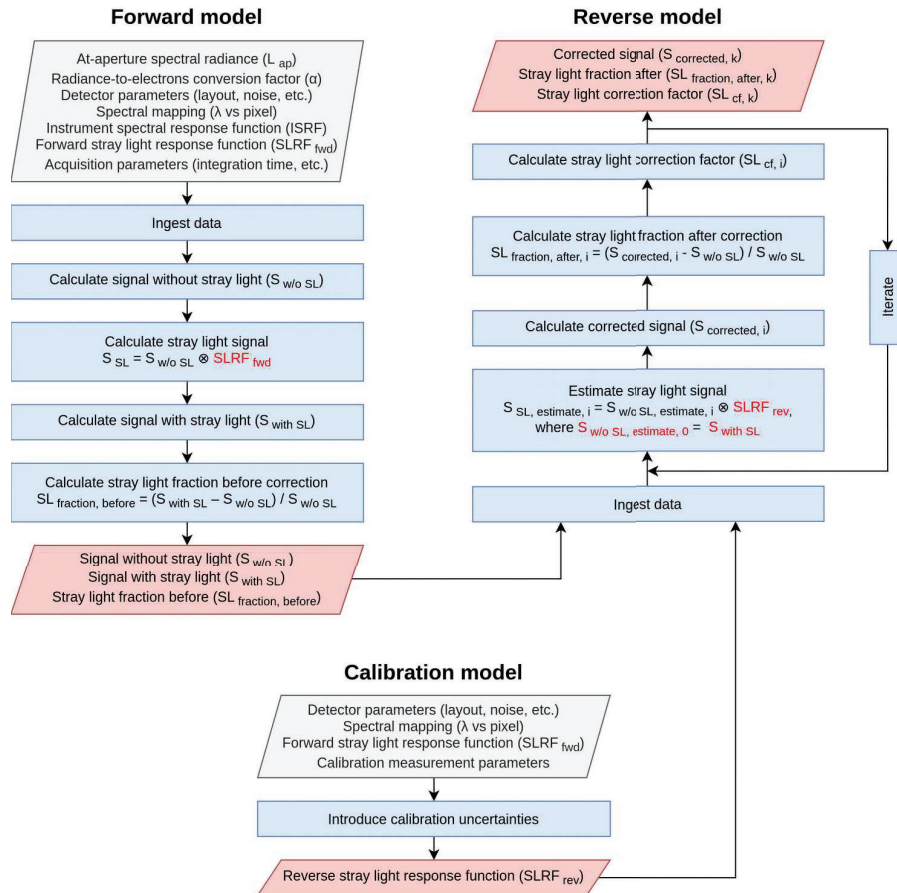 Forward model
At-aperture spectral radiance (L ap)
Radiance-to-electrons conversion factor (α)
Detector parameters (layout, noise, etc.)
Spectral mapping (λ vs pixel)
Instrument spectral response function (ISRF)
Forward stray light response function (SLRF fwd)
Acquisition parameters (integration time, etc.)
Ingest data
Calculate signal without stray light (S w/o SL)
Calculate stray light signal
S SL = S w/o SL ⊗ SLRF fwd
Calculate signal with stray light (S with SL)
Calculate stray light fraction before correction
SL fraction, before = (S with SL – S w/o SL) / S w/o SL
Signal without stray light (S w/o SL)
Signal with stray light (S with SL)
Stray light fraction before (SL fraction, before)
Reverse model
Corrected signal (S corrected, k)
Stray light fraction after (SL fraction, after, k)
Stray light correction factor (SL cf, k)
Calculate stray light correction factor (SL cf, i)
Calculate stray light fraction after correction
SL fraction, after, i = (S corrected, i - S w/o SL) / S w/o SL
Calculate corrected signal (S corrected, i)
Estimate stray light signal
S SL, estimate, i = S w/o SL, estimate, i ⊗ SLRF rev,
where S w/o SL, estimate, 0 = S with SL
Ingest data
Iterate
Calibration model
Detector parameters (layout, noise, etc.)
Spectral mapping (λ vs pixel)
Forward stray light response function (SLRF fwd)
Calibration measurement parameters
Introduce calibration uncertainties
Reverse stray light response function (SLRF rev)